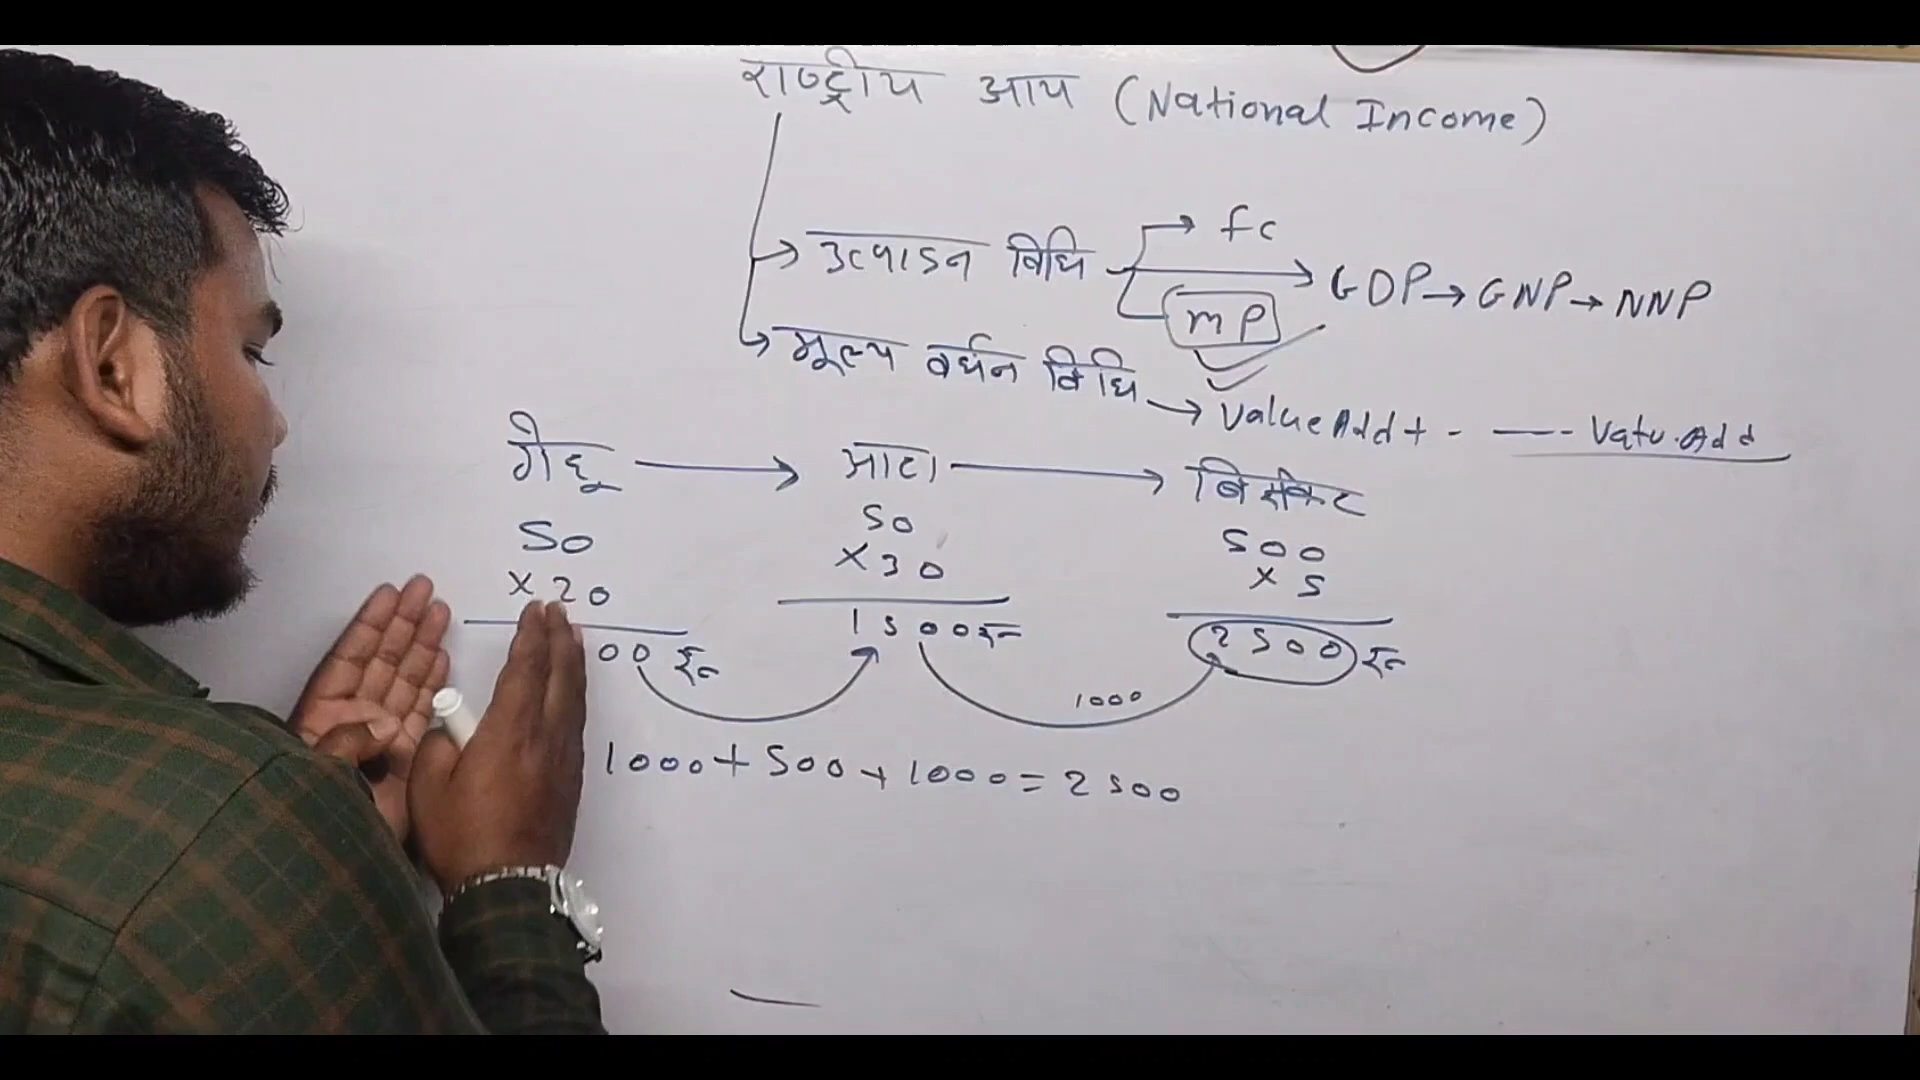 राष्ट्रीय आय (National Income)
→ उत्पादन विधि → fc
mP
→ GDP → GNP → NNP
→ मूल्य वर्धन विधि → Value Add + - —— - Valu. Add
गेहू → आटा → बिस्किट
50 50 500
x 20 x 30 x 5
00 रू 1500 रू 2500 रू
1000
1000 + 500 + 1000 = 2500